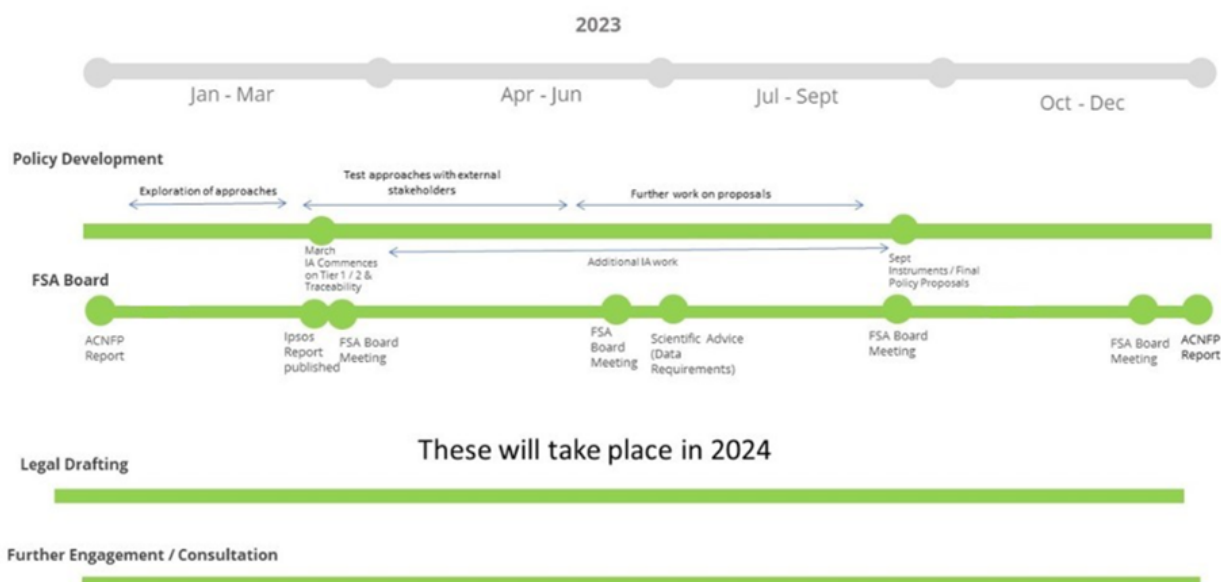 2023
Jan - Mar
Apr - Jun
Jul - Sept
Oct - Dec
Policy Development
Exploration of approaches
Test approaches with external
stakeholders
Further work on proposals
March
IA Commences
on Tier 1 / 2 &
Traceability
Additional IA work
Sept
Instruments / Final
Policy Proposals
FSA Board
ACNFP
Report
Ipsos
Report
published
FSA Board
Meeting
FSA
Board
Meeting
Scientific Advice
(Data
Requirements)
FSA Board
Meeting
FSA Board
Meeting
ACNFP
Report
These will take place in 2024
Legal Drafting
Further Engagement / Consultation